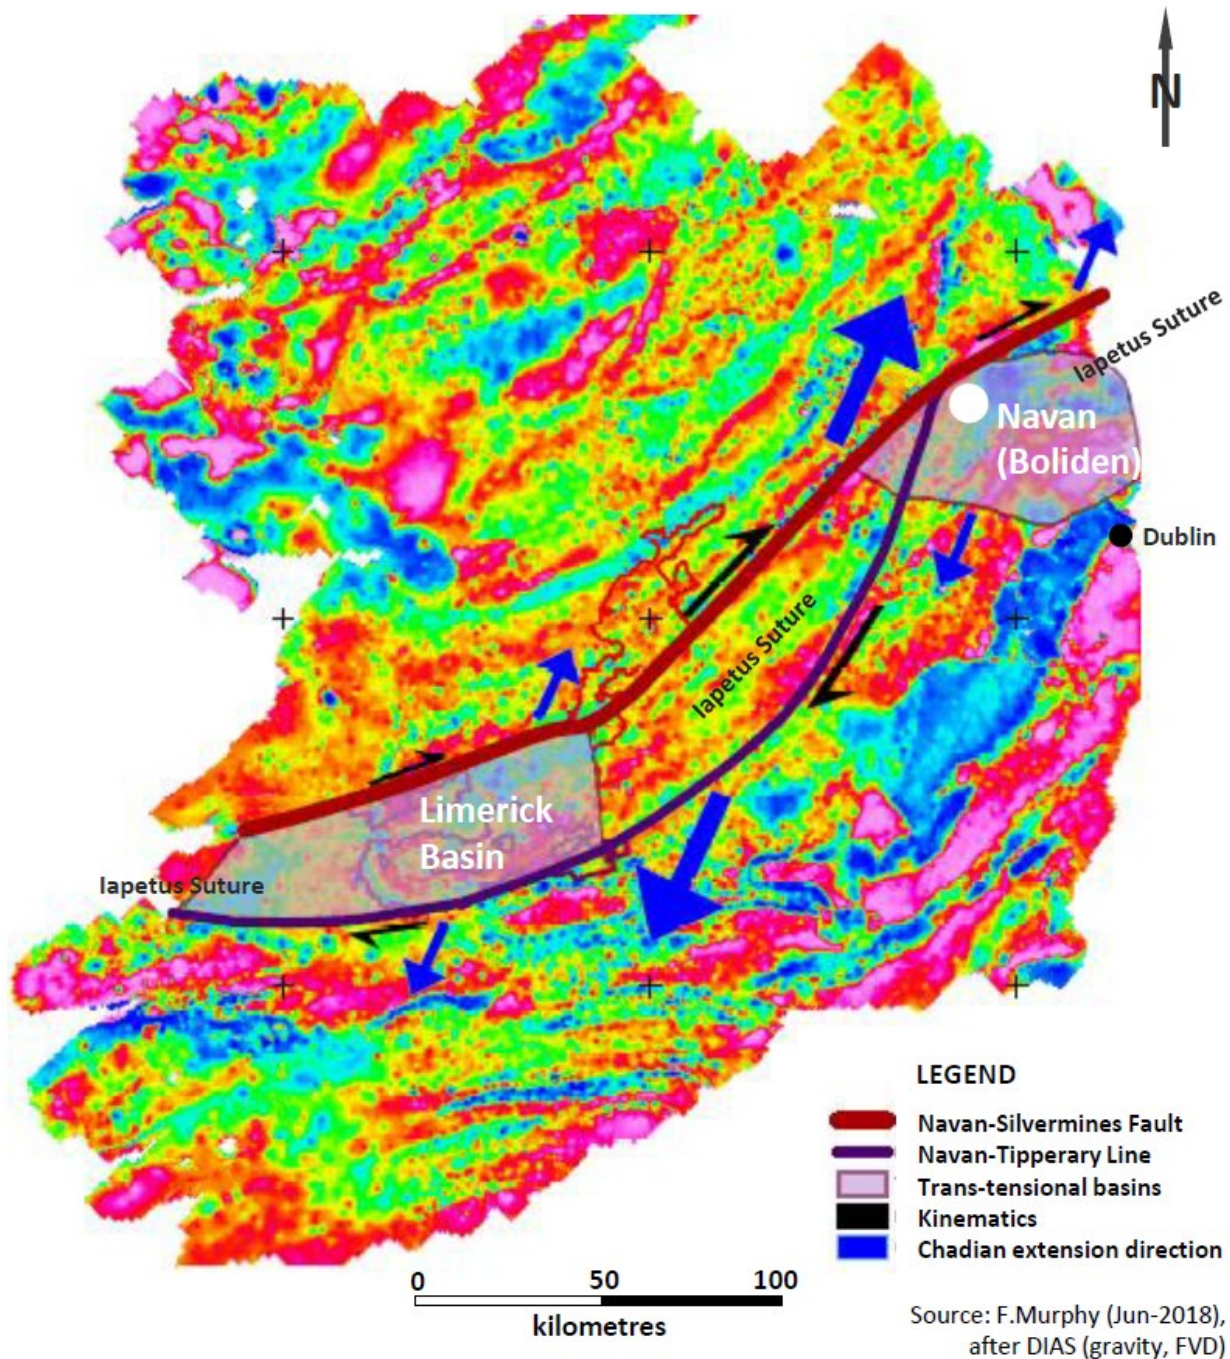 N
Iapetus Suture
Navan
(Boliden)
Dublin
Iapetus Suture
Limerick
Basin
Iapetus Suture
LEGEND
Navan-Silvermines Fault
Navan-Tipperary Line
Trans-tensional basins
Kinematics
Chadian extension direction
0 50 100
kilometres
Source: F.Murphy (Jun-2018),
after DIAS (gravity, FVD)